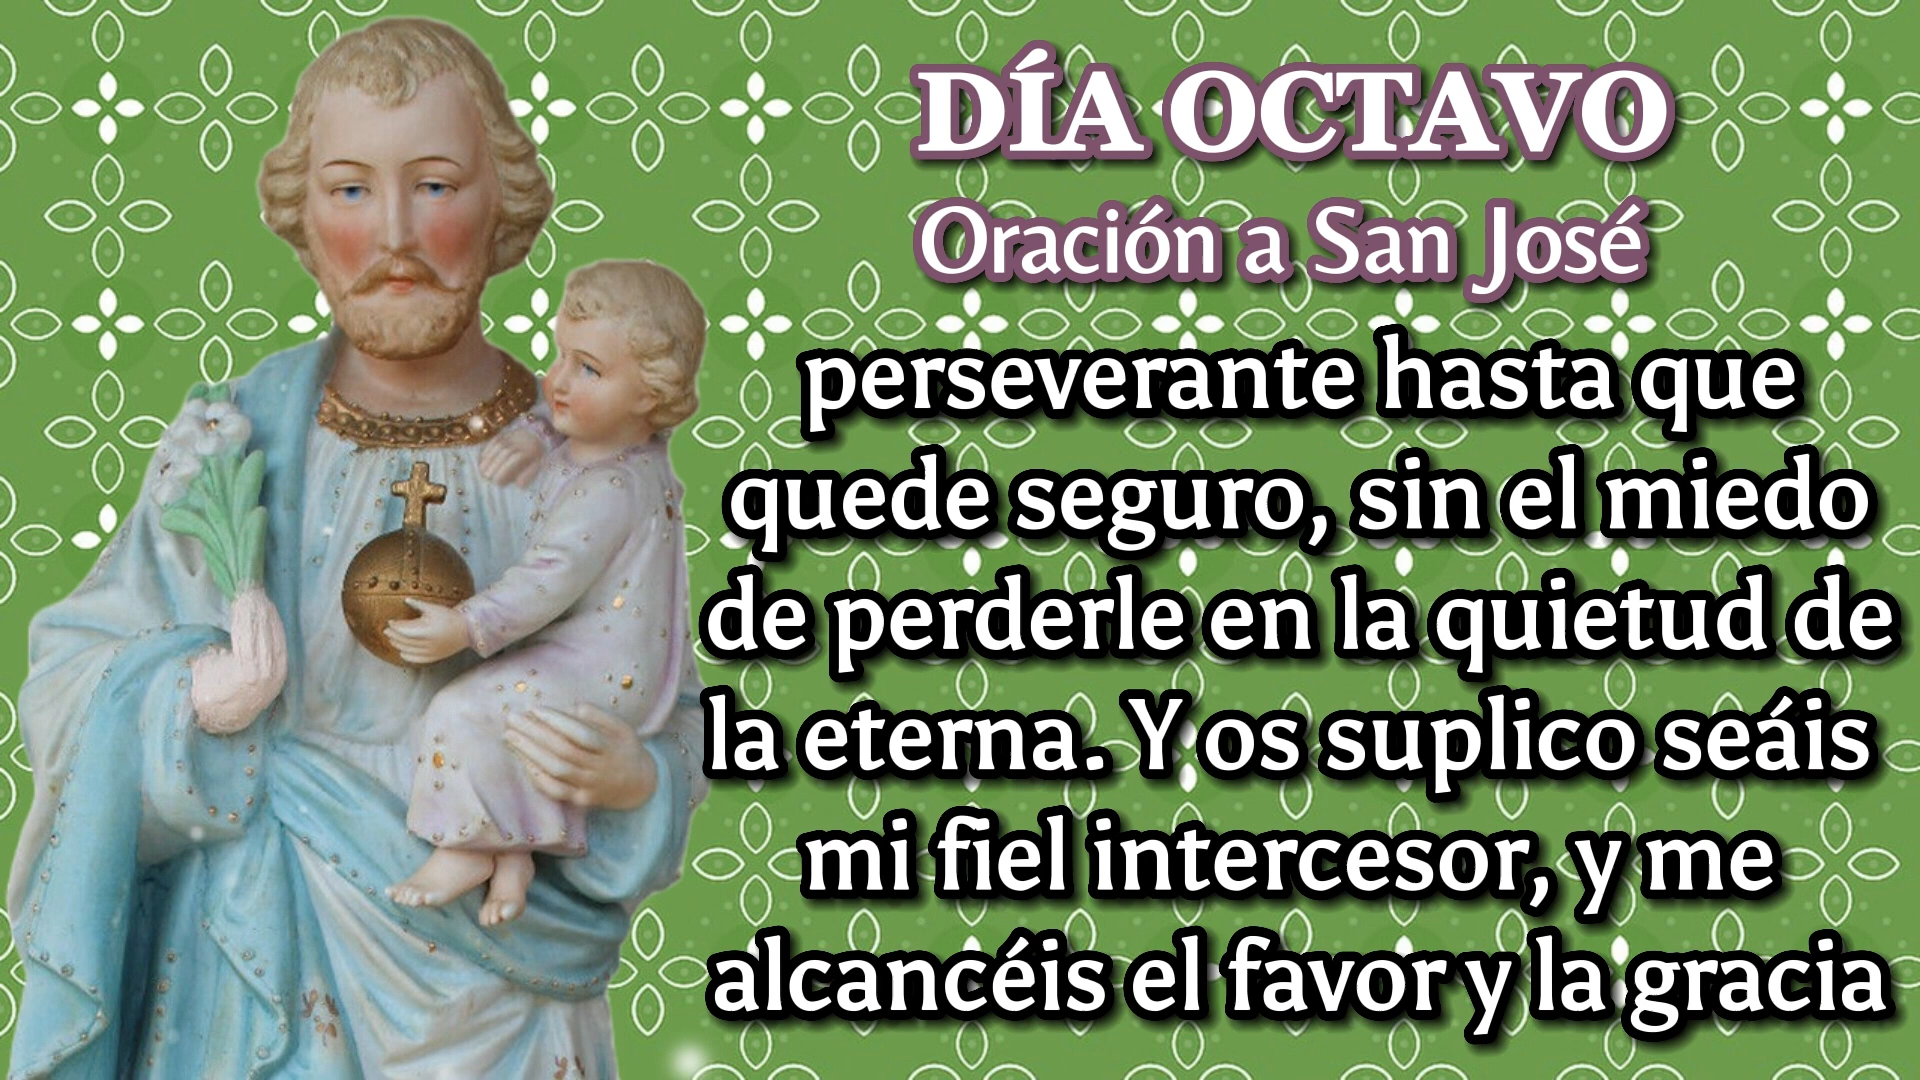 DÍA OCTAVO
Oración a San José
perseverante hasta que
quede seguro, sin el miedo
de perderle en la quietud de
la eterna. Y os suplico seáis
mi fiel intercesor, y me
alcancéis el favor y la gracia